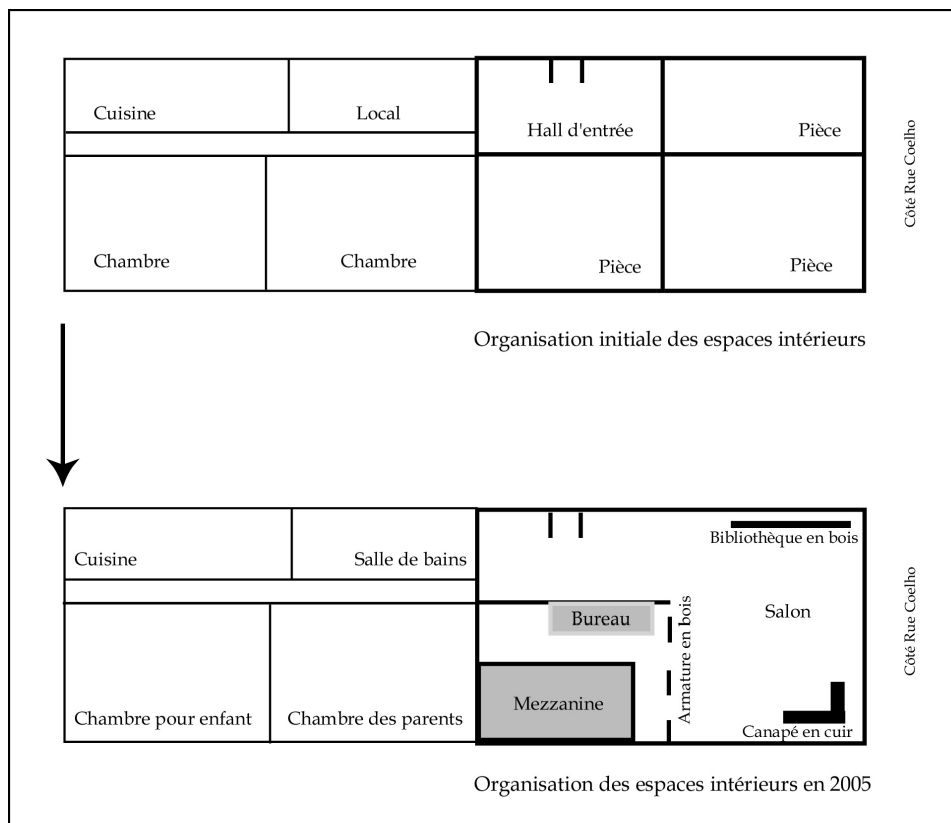 Cuisine
Local
Hall d'entrée
Pièce
Côté Rue Coelho
Chambre
Chambre
Pièce
Pièce
Organisation initiale des espaces intérieurs
Cuisine
Salle de bains
Bibliothèque en bois
Bureau
Armature en bois
Salon
Côté Rue Coelho
Chambre pour enfant
Chambre des parents
Mezzanine
Canapé en cuir
Organisation des espaces intérieurs en 2005